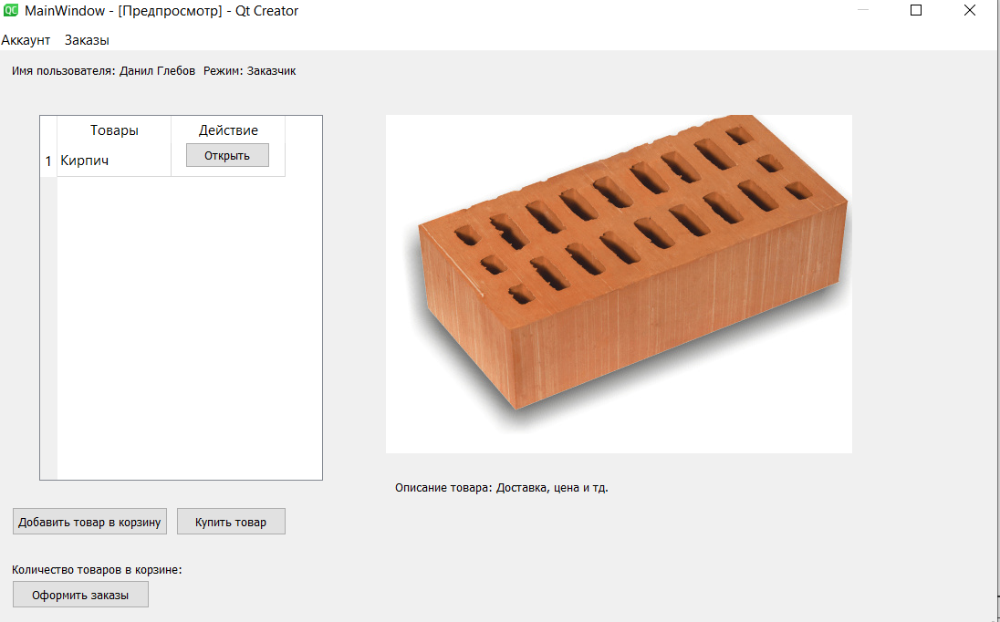 MainWindow - [Предпросмотр] - Qt Creator
Аккаунт Заказы
Имя пользователя: Данил Глебов Режим: Заказчик
Товары Действие
1 Кирпич Открыть
Описание товара: Доставка, цена и тд.
Добавить товар в корзину Купить товар
Количество товаров в корзине:
Оформить заказы